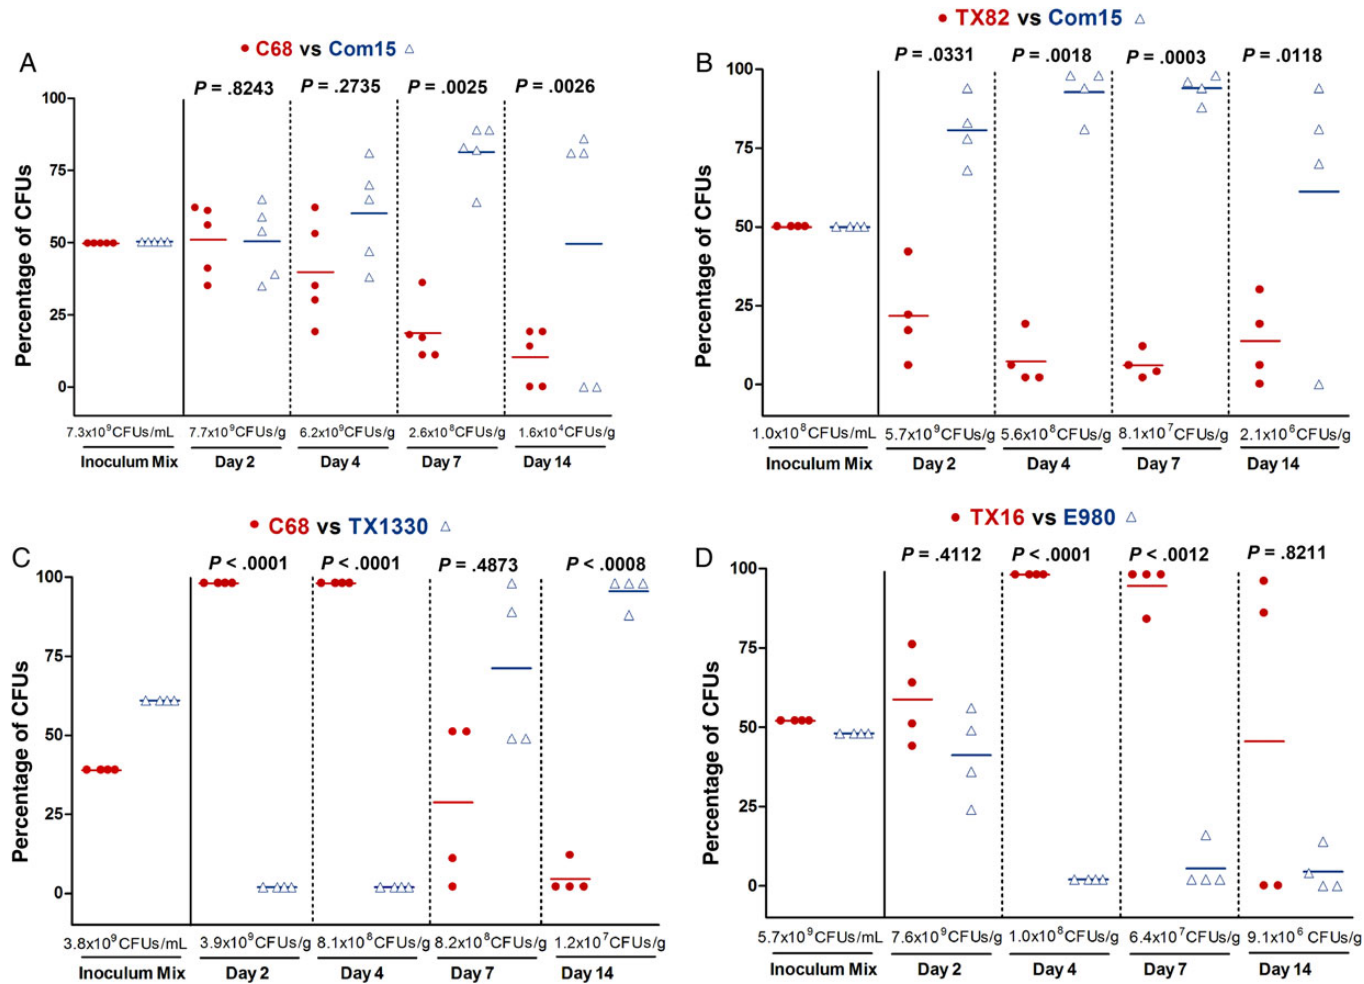 A
C68 vs Com15
P = .8243 P = .2735 P = .0025 P = .0026
Percentage of CFUs
100
75
50
25
0
7.3x10⁹CFUs/mL 7.7x10⁹CFUs/g 6.2x10⁹CFUs/g 2.6x10⁸CFUs/g 1.6x10⁴CFUs/g
Inoculum Mix Day 2 Day 4 Day 7 Day 14
B
TX82 vs Com15
P = .0331 P = .0018 P = .0003 P = .0118
Percentage of CFUs
100
75
50
25
0
1.0x10⁸CFUs/mL 5.7x10⁹CFUs/g 5.6x10⁸CFUs/g 8.1x10⁷CFUs/g 2.1x10⁶CFUs/g
Inoculum Mix Day 2 Day 4 Day 7 Day 14
C
C68 vs TX1330
P < .0001 P < .0001 P = .4873 P < .0008
Percentage of CFUs
100
75
50
25
0
3.8x10⁹CFUs/mL 3.9x10⁹CFUs/g 8.1x10⁸CFUs/g 8.2x10⁸CFUs/g 1.2x10⁷CFUs/g
Inoculum Mix Day 2 Day 4 Day 7 Day 14
D
TX16 vs E980
P = .4112 P < .0001 P < .0012 P = .8211
Percentage of CFUs
100
75
50
25
0
5.7x10⁹CFUs/mL 7.6x10⁹CFUs/g 1.0x10⁸CFUs/g 6.4x10⁷CFUs/g 9.1x10⁶ CFUs/g
Inoculum Mix Day 2 Day 4 Day 7 Day 14